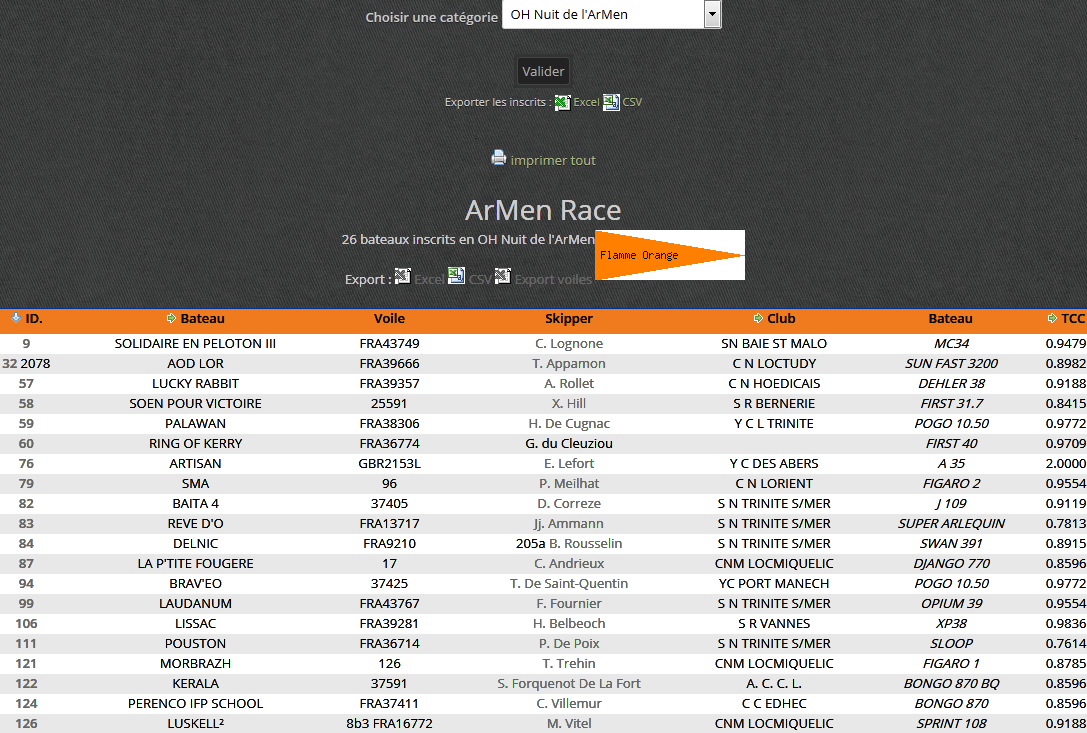 Choisir une catégorie OH Nuit de l'ArMen
Valider
Exporter les inscrits : Excel CSV
imprimer tout
ArMen Race
26 bateaux inscrits en OH Nuit de l'ArMen
Flamme Orange
Export : Excel CSV Export voiles
ID. Bateau Voile Skipper Club Bateau TCC
9 SOLIDAIRE EN PELOTON III FRA43749 C. Lognone SN BAIE ST MALO MC34 0.9479
32 2078 AOD LOR FRA39666 T. Appamon C N LOCTUDY SUN FAST 3200 0.8982
57 LUCKY RABBIT FRA39357 A. Rollet C N HOEDICAIS DEHLER 38 0.9188
58 SOEN POUR VICTOIRE 25591 X. Hill S R BERNERIE FIRST 31.7 0.8415
59 PALAWAN FRA38306 H. De Cugnac Y C L TRINITE POGO 10.50 0.9772
60 RING OF KERRY FRA36774 G. du Cleuziou FIRST 40 0.9709
76 ARTISAN GBR2153L E. Lefort Y C DES ABERS A 35 2.0000
79 SMA 96 P. Meilhat C N LORIENT FIGARO 2 0.9554
82 BAITA 4 37405 D. Correze S N TRINITE S/MER J 109 0.9119
83 REVE D'O FRA13717 Jj. Ammann S N TRINITE S/MER SUPER ARLEQUIN 0.7813
84 DELNIC FRA9210 205a B. Rousselin S N TRINITE S/MER SWAN 391 0.8915
87 LA P'TITE FOUGERE 17 C. Andrieux CNM LOCMIQUELIC DJANGO 770 0.8596
94 BRAV'EO 37425 T. De Saint-Quentin YC PORT MANECH POGO 10.50 0.9772
99 LAUDANUM FRA43767 F. Fournier S N TRINITE S/MER OPIUM 39 0.9554
106 LISSAC FRA39281 H. Belbeoch S R VANNES XP38 0.9836
111 POUSTON FRA36714 P. De Poix S N TRINITE S/MER SLOOP 0.7614
121 MORBRAZH 126 T. Trehin CNM LOCMIQUELIC FIGARO 1 0.8785
122 KERALA 37591 S. Forquenot De La Fort A. C. C. L. BONGO 870 BQ 0.8596
124 PERENCO IFP SCHOOL FRA37411 C. Villemur C C EDHEC BONGO 870 0.8596
126 LUSKELL² 8b3 FRA16772 M. Vitel CNM LOCMIQUELIC SPRINT 108 0.9188